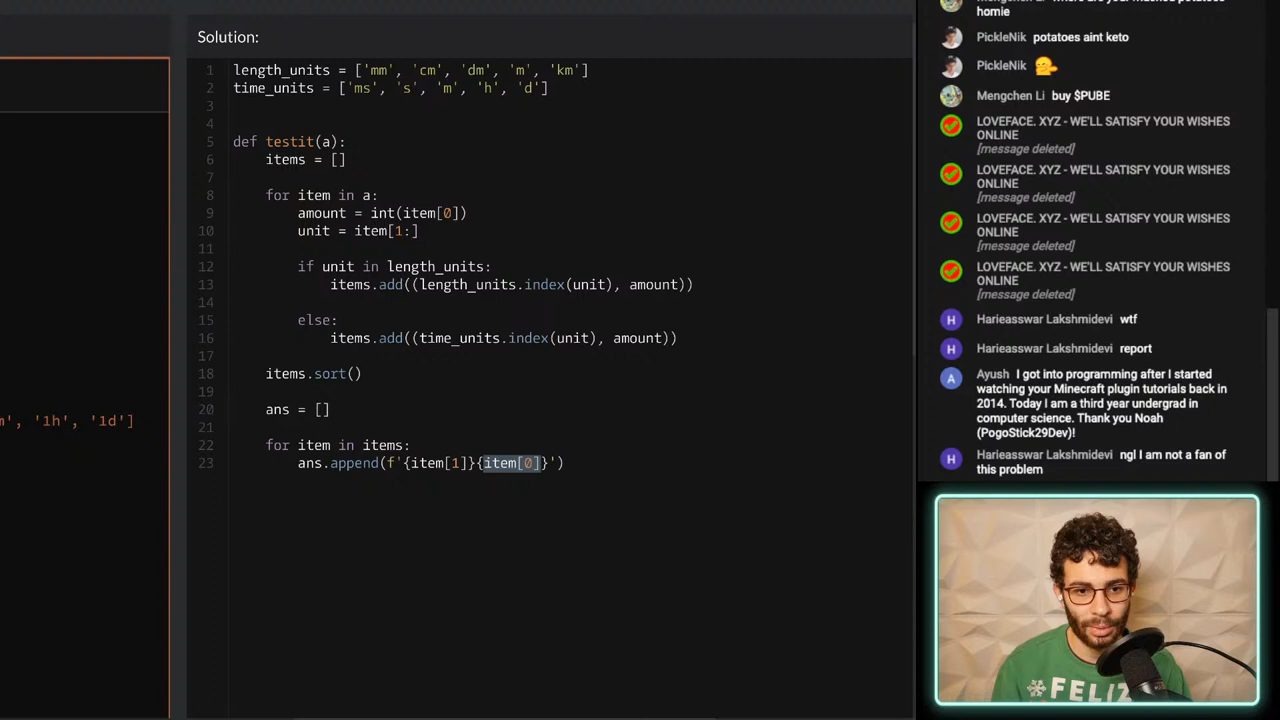 Solution:
1 length_units = ['mm', 'cm', 'dm', 'm', 'km']
2 time_units = ['ms', 's', 'm', 'h', 'd']
3
4
5 def testit(a):
6 items = []
7
8 for item in a:
9 amount = int(item[0])
10 unit = item[1:]
11
12 if unit in length_units:
13 items.add((length_units.index(unit), amount))
14
15 else:
16 items.add((time_units.index(unit), amount))
17
18 items.sort()
19
20 ans = []
21
22 for item in items:
23 ans.append(f'{item[1]}{item[0]}')
', '1h', '1d']
homie
PickleNik potatoes aint keto
PickleNik
Mengchen Li buy $PUBE
LOVEFACE. XYZ - WE'LL SATISFY YOUR WISHES
ONLINE
[message deleted]
LOVEFACE. XYZ - WE'LL SATISFY YOUR WISHES
ONLINE
[message deleted]
LOVEFACE. XYZ - WE'LL SATISFY YOUR WISHES
ONLINE
[message deleted]
LOVEFACE. XYZ - WE'LL SATISFY YOUR WISHES
ONLINE
[message deleted]
H Harieasswar Lakshmidevi wtf
H Harieasswar Lakshmidevi report
A Ayush I got into programming after I started
watching your Minecraft plugin tutorials back in
2014. Today I am a third year undergrad in
computer science. Thank you Noah
(PogoStick29Dev)!
H Harieasswar Lakshmidevi ngl I am not a fan of
this problem
FELIZ